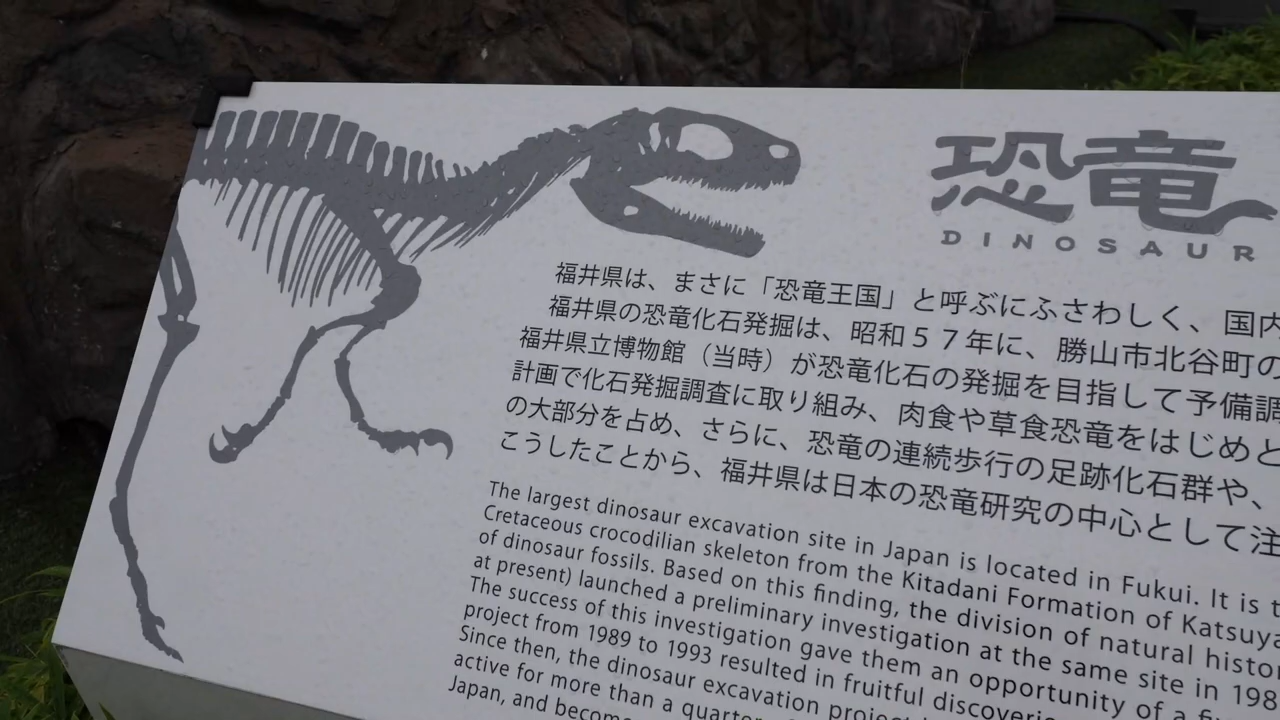 恐竜
DINOSAUR
福井県は、まさに「恐竜王国」と呼ぶにふさわしく、国内
福井県の恐竜化石発掘は、昭和５７年に、勝山市北谷町の
福井県立博物館（当時）が恐竜化石の発掘を目指して予備調
計画で化石発掘調査に取り組み、肉食や草食恐竜をはじめと
の大部分を占め、さらに、恐竜の連続歩行の足跡化石群や、
こうしたことから、福井県は日本の恐竜研究の中心として注
The largest dinosaur excavation site in Japan is located in Fukui. It is
Cretaceous crocodilian skeleton from the Kitadani Formation of Katsuya
of dinosaur fossils. Based on this finding, the division of natural histor
at present) launched a preliminary investigation at the same site in 198
The success of this investigation gave them an opportunity of a
project from 1989 to 1993 resulted in fruitful
Since then, the dinosaur excavation project
active for more than a quarter
Japan, and become